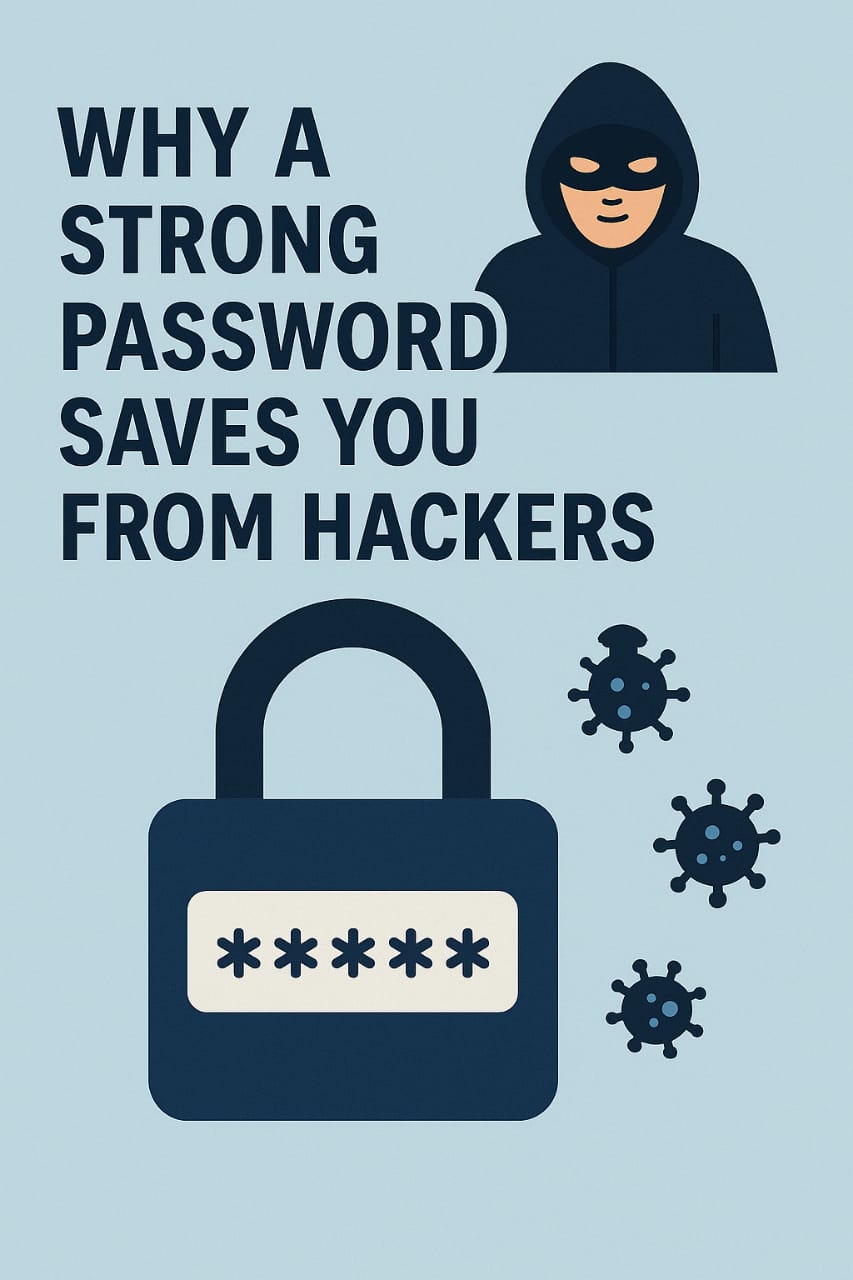 WHY A
STRONG
PASSWORD
SAVES YOU
FROM HACKERS
*****